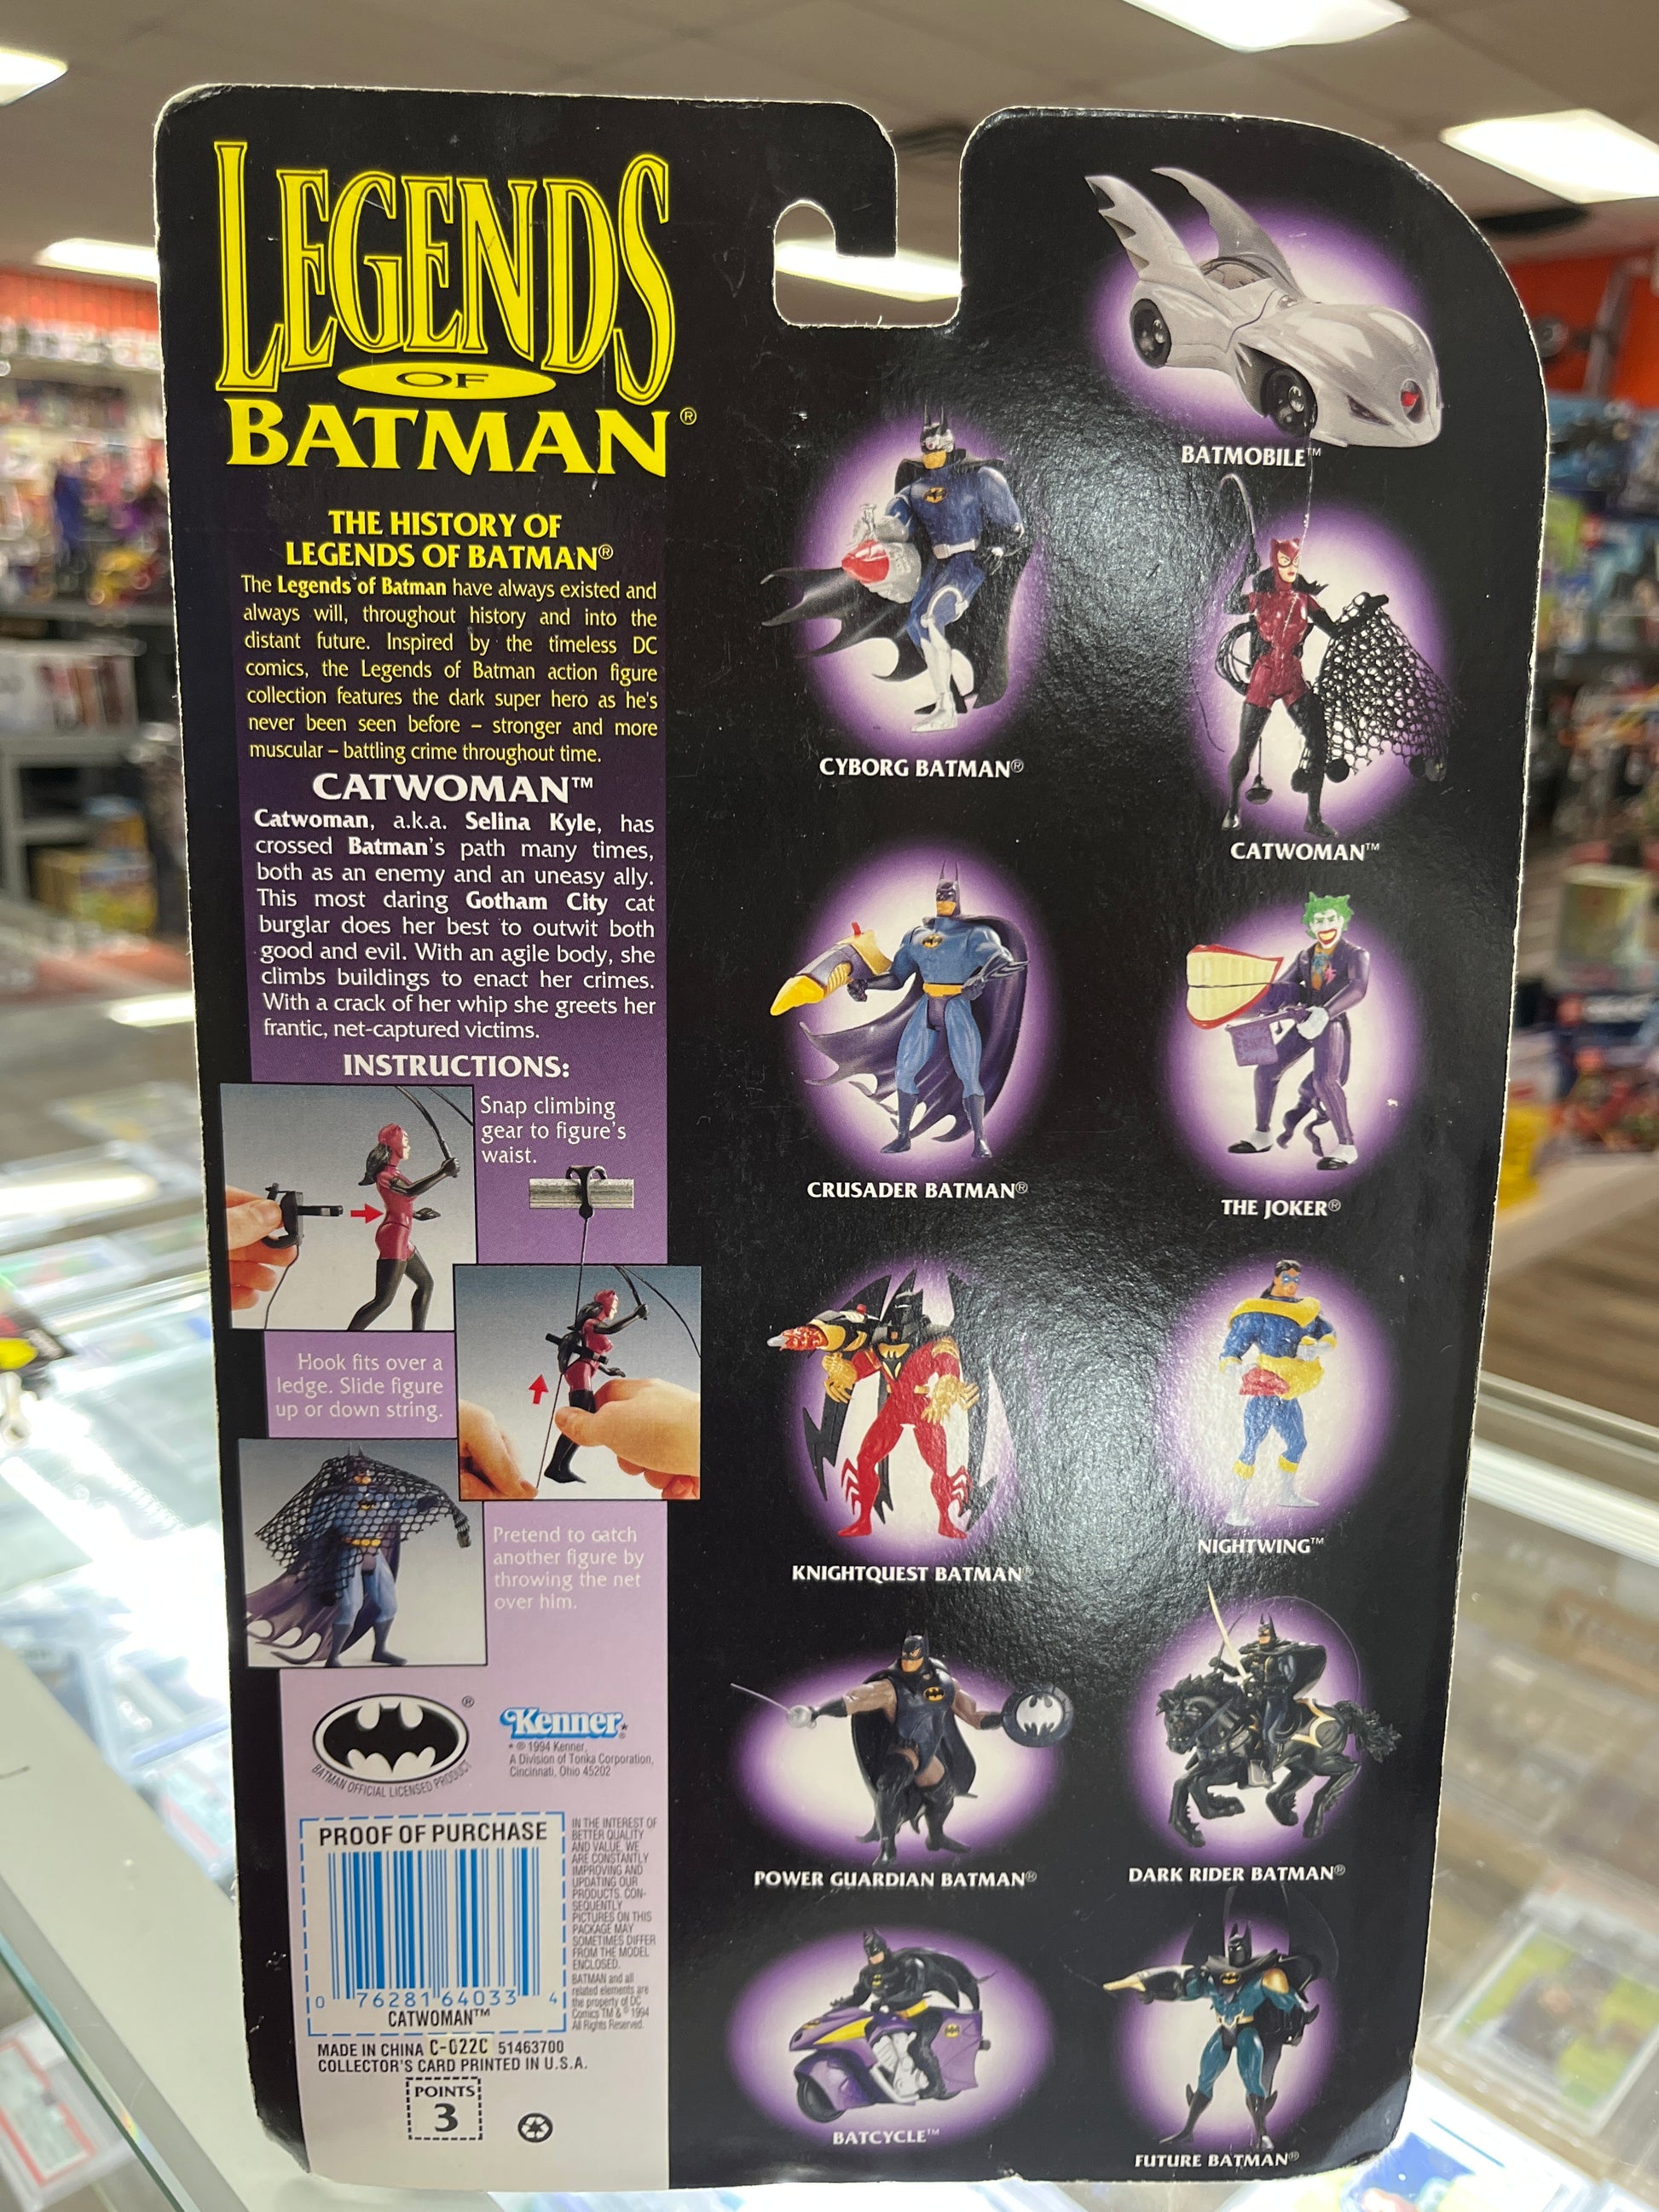 LEGENDS
OF
BATMAN®
THE HISTORY OF
LEGENDS OF BATMAN®
The Legends of Batman have always existed and
always will, throughout history and into the
distant future. Inspired by the timeless DC
comics, the Legends of Batman action figure
collection features the dark super hero as he's
never been seen before – stronger and more
muscular – battling crime throughout time.
CATWOMAN™
Catwoman, a.k.a. Selina Kyle, has
crossed Batman's path many times,
both as an enemy and an uneasy ally.
This most daring Gotham City cat
burglar does her best to outwit both
good and evil. With an agile body, she
climbs buildings to enact her crimes.
With a crack of her whip she greets her
frantic, net-captured victims.
INSTRUCTIONS:
Snap climbing
gear to figure's
waist.
Hook fits over a
ledge. Slide figure
up or down string.
Pretend to catch
another figure by
throwing the net
over him.
®
BATMAN OFFICIAL LICENSED PRODUCT
Kenner.*
* ® 1994 Kenner,
A Division of Tonka Corporation,
Cincinnati, Ohio 45202
PROOF OF PURCHASE
0 76281 64033 4
CATWOMAN™
IN THE INTEREST OF
BETTER QUALITY
AND VALUE, WE
ARE CONSTANTLY
IMPROVING AND
UPDATING OUR
PRODUCTS. CON-
SEQUENTLY
PICTURES ON THIS
PACKAGE MAY
SOMETIMES DIFFER
FROM THE MODEL
ENCLOSED.
BATMAN and all
related elements are
the property of DC
Comics TM & © 1994
All Rights Reserved.
MADE IN CHINA C-022C 51463700
COLLECTOR'S CARD PRINTED IN U.S.A.
POINTS
3
BATMOBILE™
CYBORG BATMAN®
CATWOMAN™
CRUSADER BATMAN®
THE JOKER®
KNIGHTQUEST BATMAN®
NIGHTWING™
POWER GUARDIAN BATMAN®
DARK RIDER BATMAN®
BATCYCLE™
FUTURE BATMAN®